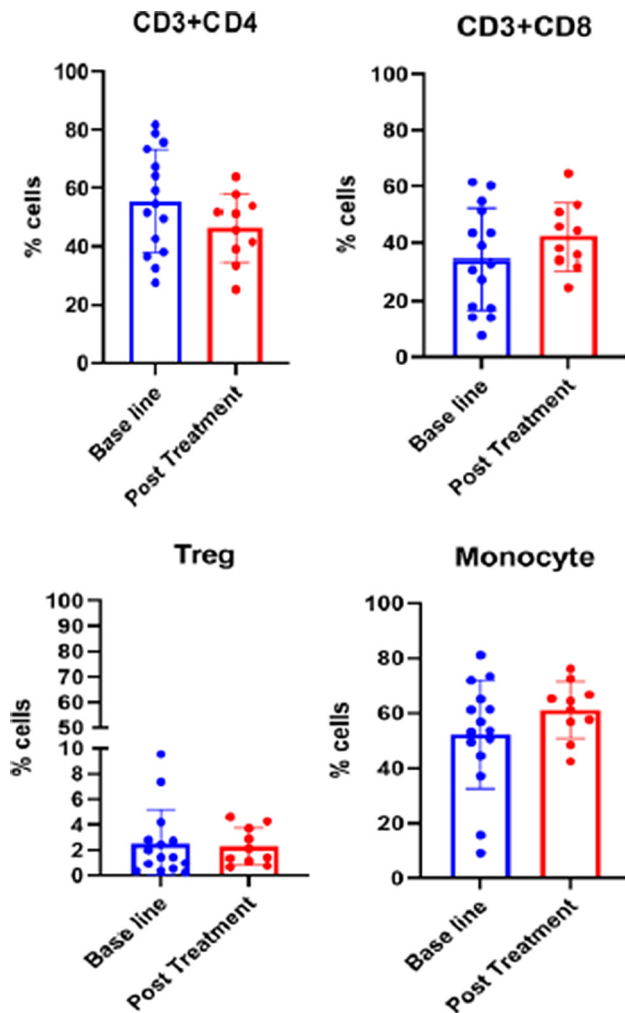 CD3+CD4
% cells
100
80
60
40
20
0
Base line
Post Treatment
CD3+CD8
% cells
100
80
60
40
20
0
Base line
Post Treatment
Treg
% cells
100
90
80
70
60
50
10
8
6
4
2
0
Base line
Post Treatment
Monocyte
% cells
100
80
60
40
20
0
Base line
Post Treatment